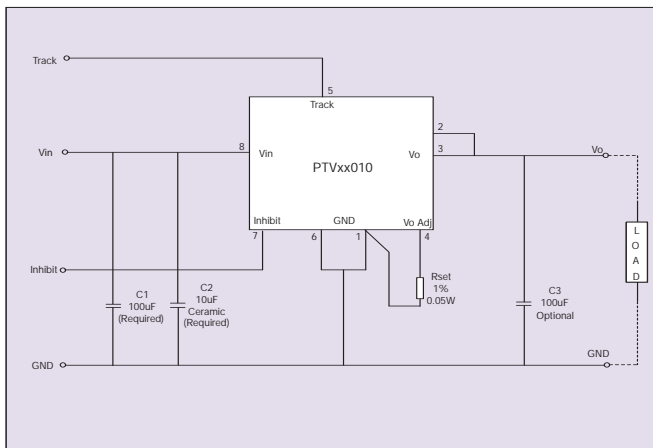 Track
5
Track
2
Vin
8
Vin
Vo
3
Vo
PTVxx010
Inhibit
GND
Vo Adj
7
6
1
4
L
O
A
D
Inhibit
C1
100uF
(Required)
C2
10uF
Ceramic
(Required)
Rset
1%
0.05W
C3
100uF
Optional
GND
GND